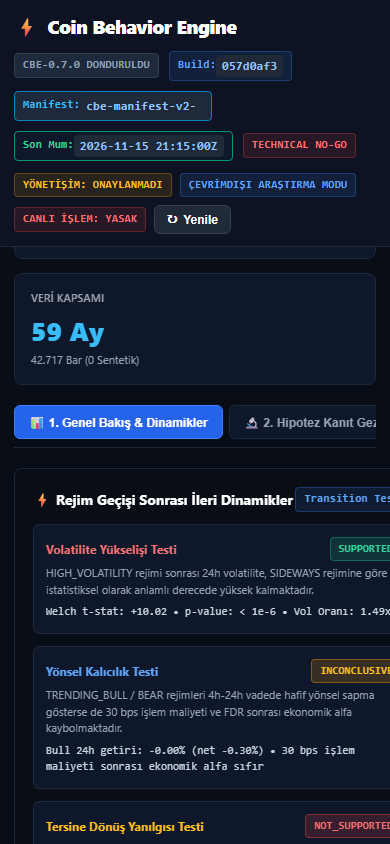 Coin Behavior Engine
CBE-0.7.0 DONDURULDU
Build: 057d0af3
Manifest: cbe-manifest-v2-
Son Mum: 2026-11-15 21:15:00Z
TECHNICAL NO-GO
YÖNETİŞİM: ONAYLANMADI
ÇEVRİMDIŞI ARAŞTIRMA MODU
CANLI İŞLEM: YASAK
↻ Yenile
VERİ KAPSAMI
59 Ay
42.717 Bar (0 Sentetik)
1. Genel Bakış & Dinamikler
2. Hipotez Kanıt Gez
Rejim Geçişi Sonrası İleri Dinamikler
Transition Tes
Volatilite Yükselişi Testi
SUPPORTED
HIGH_VOLATILITY rejimi sonrası 24h volatilite, SIDEWAYS rejimine göre
istatistiksel olarak anlamlı derecede yüksek kalmaktadır.
Welch t-stat: +10.02 • p-value: < 1e-6 • Vol Oranı: 1.49x
Yönsel Kalıcılık Testi
INCONCLUSIVE
TRENDING_BULL / BEAR rejimleri 4h-24h vadede hafif yönsel sapma
gösterse de 30 bps işlem maliyeti ve FDR sonrası ekonomik alfa
kaybolmaktadır.
Bull 24h getiri: -0.00% (net -0.30%) • 30 bps işlem
maliyeti sonrası ekonomik alfa sıfır
Tersine Dönüş Yanılgısı Testi
NOT_SUPPORTED